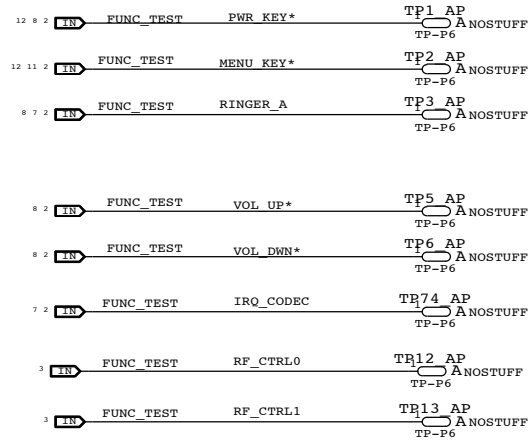 12 8 2 IN FUNC_TEST PWR_KEY* 1 TP1_AP A NOSTUFF
TP-P6
12 11 2 IN FUNC_TEST MENU_KEY* 1 TP2_AP A NOSTUFF
TP-P6
8 7 2 IN FUNC_TEST RINGER_A 1 TP3_AP A NOSTUFF
TP-P6
8 2 IN FUNC_TEST VOL_UP* 1 TP5_AP A NOSTUFF
TP-P6
8 2 IN FUNC_TEST VOL_DWN* 1 TP6_AP A NOSTUFF
TP-P6
7 2 IN FUNC_TEST IRQ_CODEC 1 TP74_AP A NOSTUFF
TP-P6
3 IN FUNC_TEST RF_CTRL0 1 TP12_AP A NOSTUFF
TP-P6
3 IN FUNC_TEST RF_CTRL1 1 TP13_AP A NOSTUFF
TP-P6